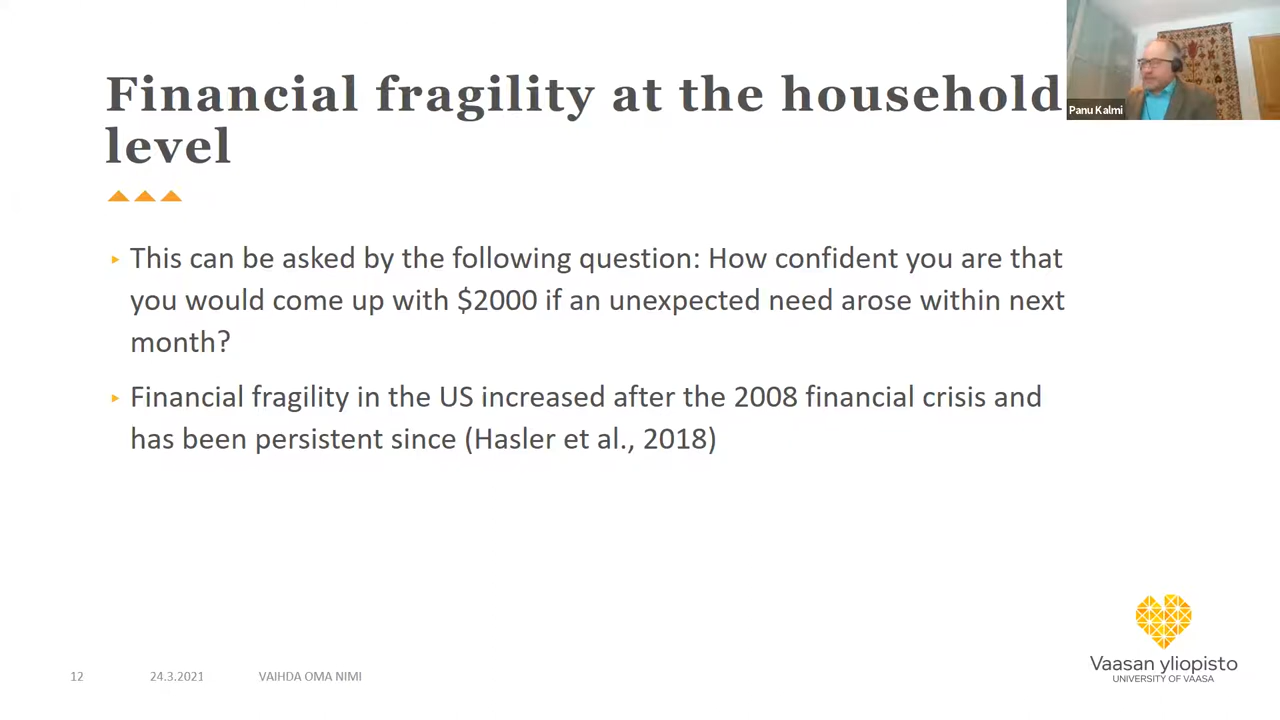 Financial fragility at the household
level
Panu Kalmi
This can be asked by the following question: How confident you are that
you would come up with $2000 if an unexpected need arose within next
month?
Financial fragility in the US increased after the 2008 financial crisis and
has been persistent since (Hasler et al., 2018)
Vaasan yliopisto
UNIVERSITY OF VAASA
12 24.3.2021 VAIHDA OMA NIMI